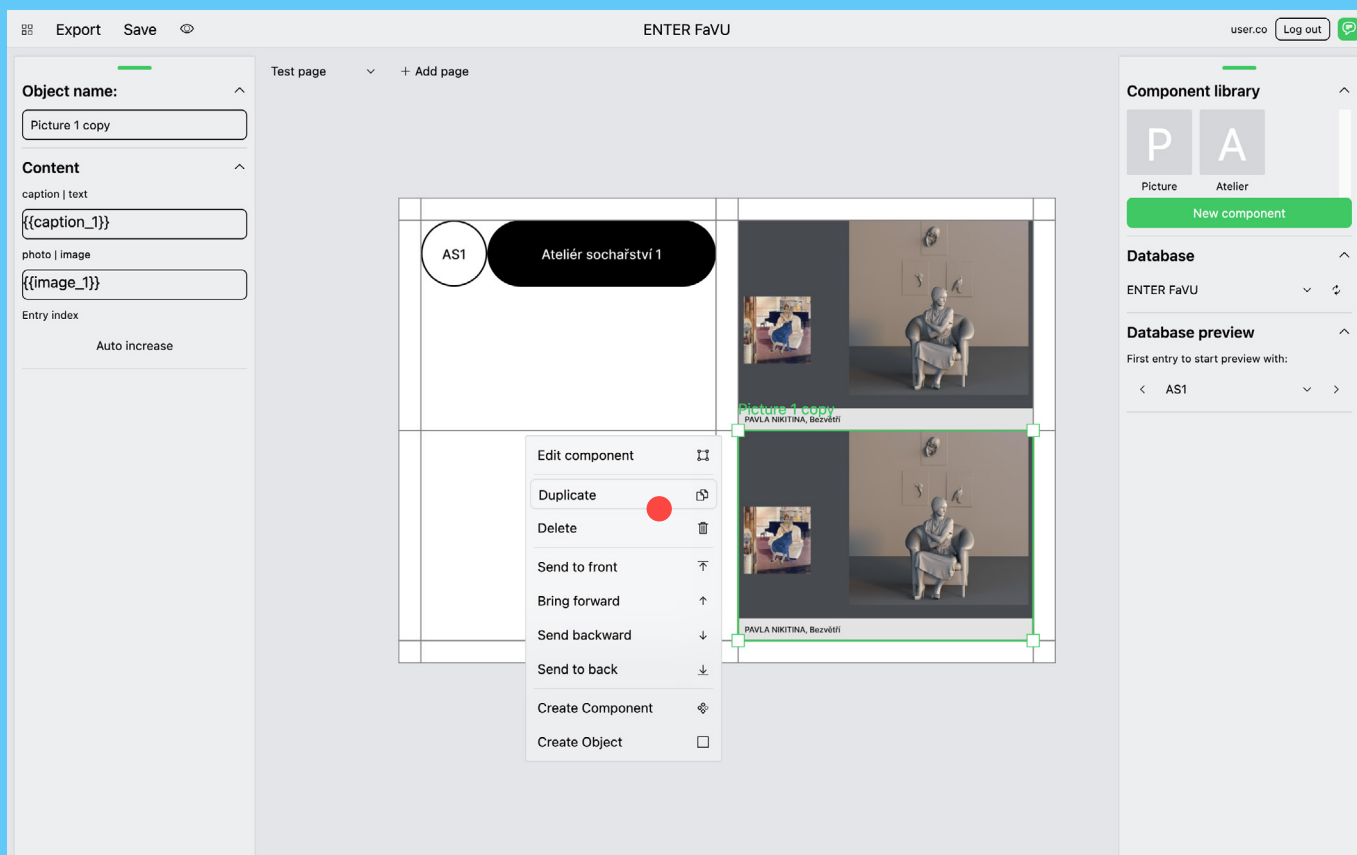 Export Save ENTER FaVU user.co Log out
Test page + Add page
Object name:
Picture 1 copy
Content
caption | text
{{caption_1}}
photo | image
{{image_1}}
Entry index
Auto increase
AS1
Ateliér sochařství 1
Picture 1 copy
PAVLA NIKITINA, Bezvětří
PAVLA NIKITINA, Bezvětří
Edit component
Duplicate
Delete
Send to front
Bring forward
Send backward
Send to back
Create Component
Create Object
Component library
P A
Picture Atelier
New component
Database
ENTER FaVU
Database preview
First entry to start preview with:
AS1